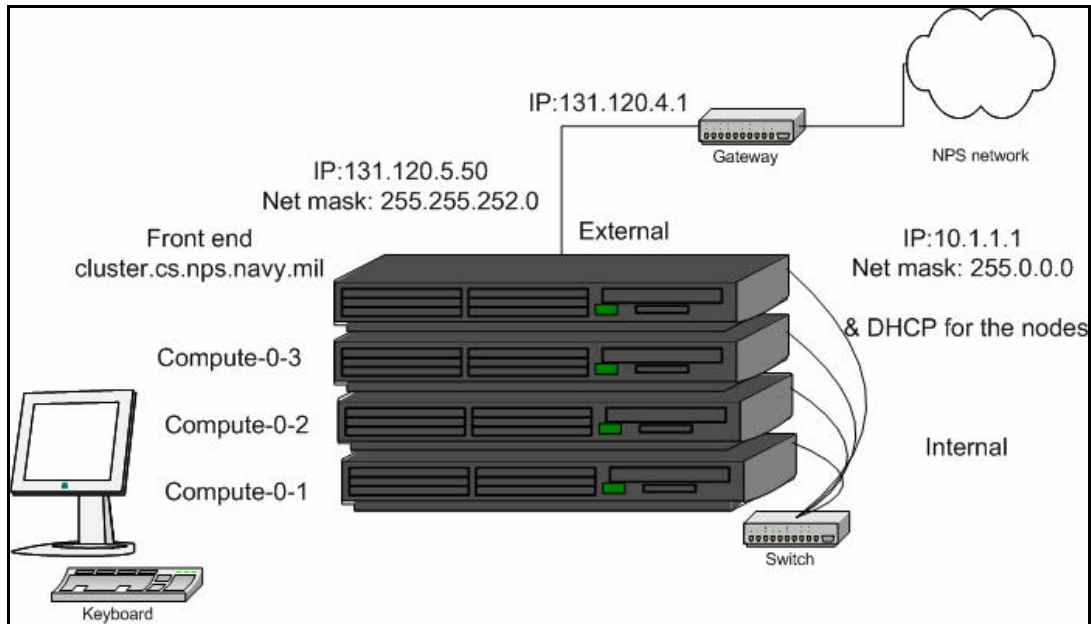 IP:131.120.4.1
Gateway
NPS network
IP:131.120.5.50
Net mask: 255.255.252.0
External
Front end
cluster.cs.nps.navy.mil
IP:10.1.1.1
Net mask: 255.0.0.0
& DHCP for the nodes
Compute-0-3
Compute-0-2
Compute-0-1
Internal
Switch
Keyboard